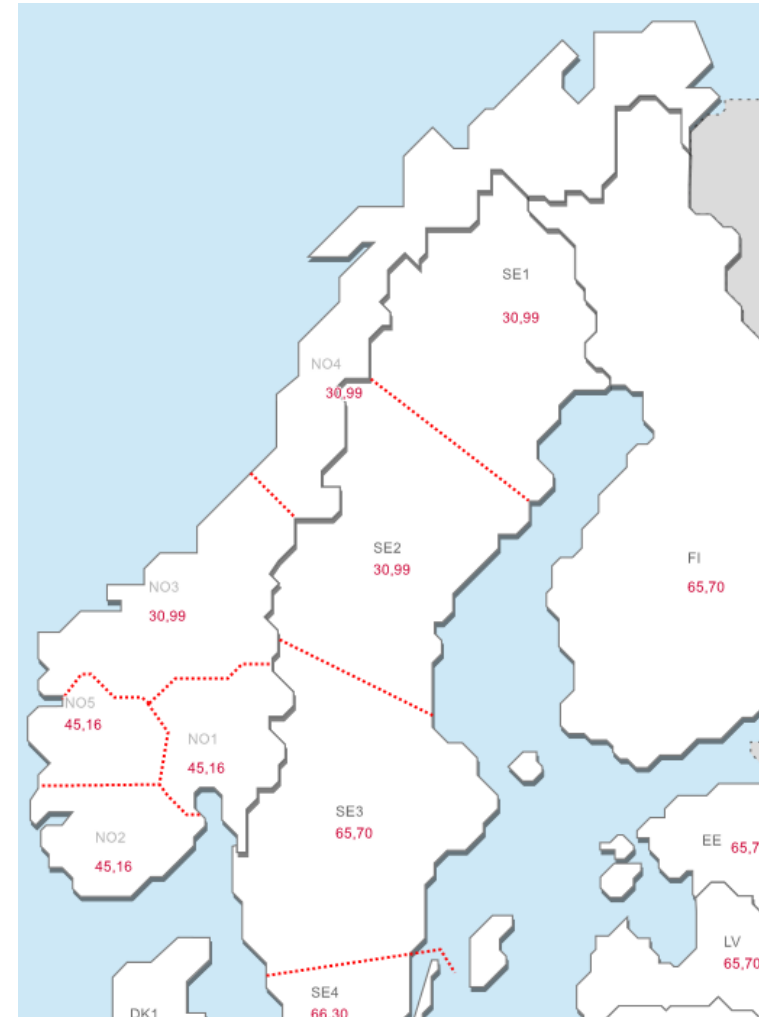 SE1
30,99
NO4
30,99
SE2
30,99
FI
65,70
NO3
30,99
NO5
45,16
NO1
45,16
SE3
65,70
NO2
45,16
EE
65,7
LV
65,70
SE4
66,30
DK1